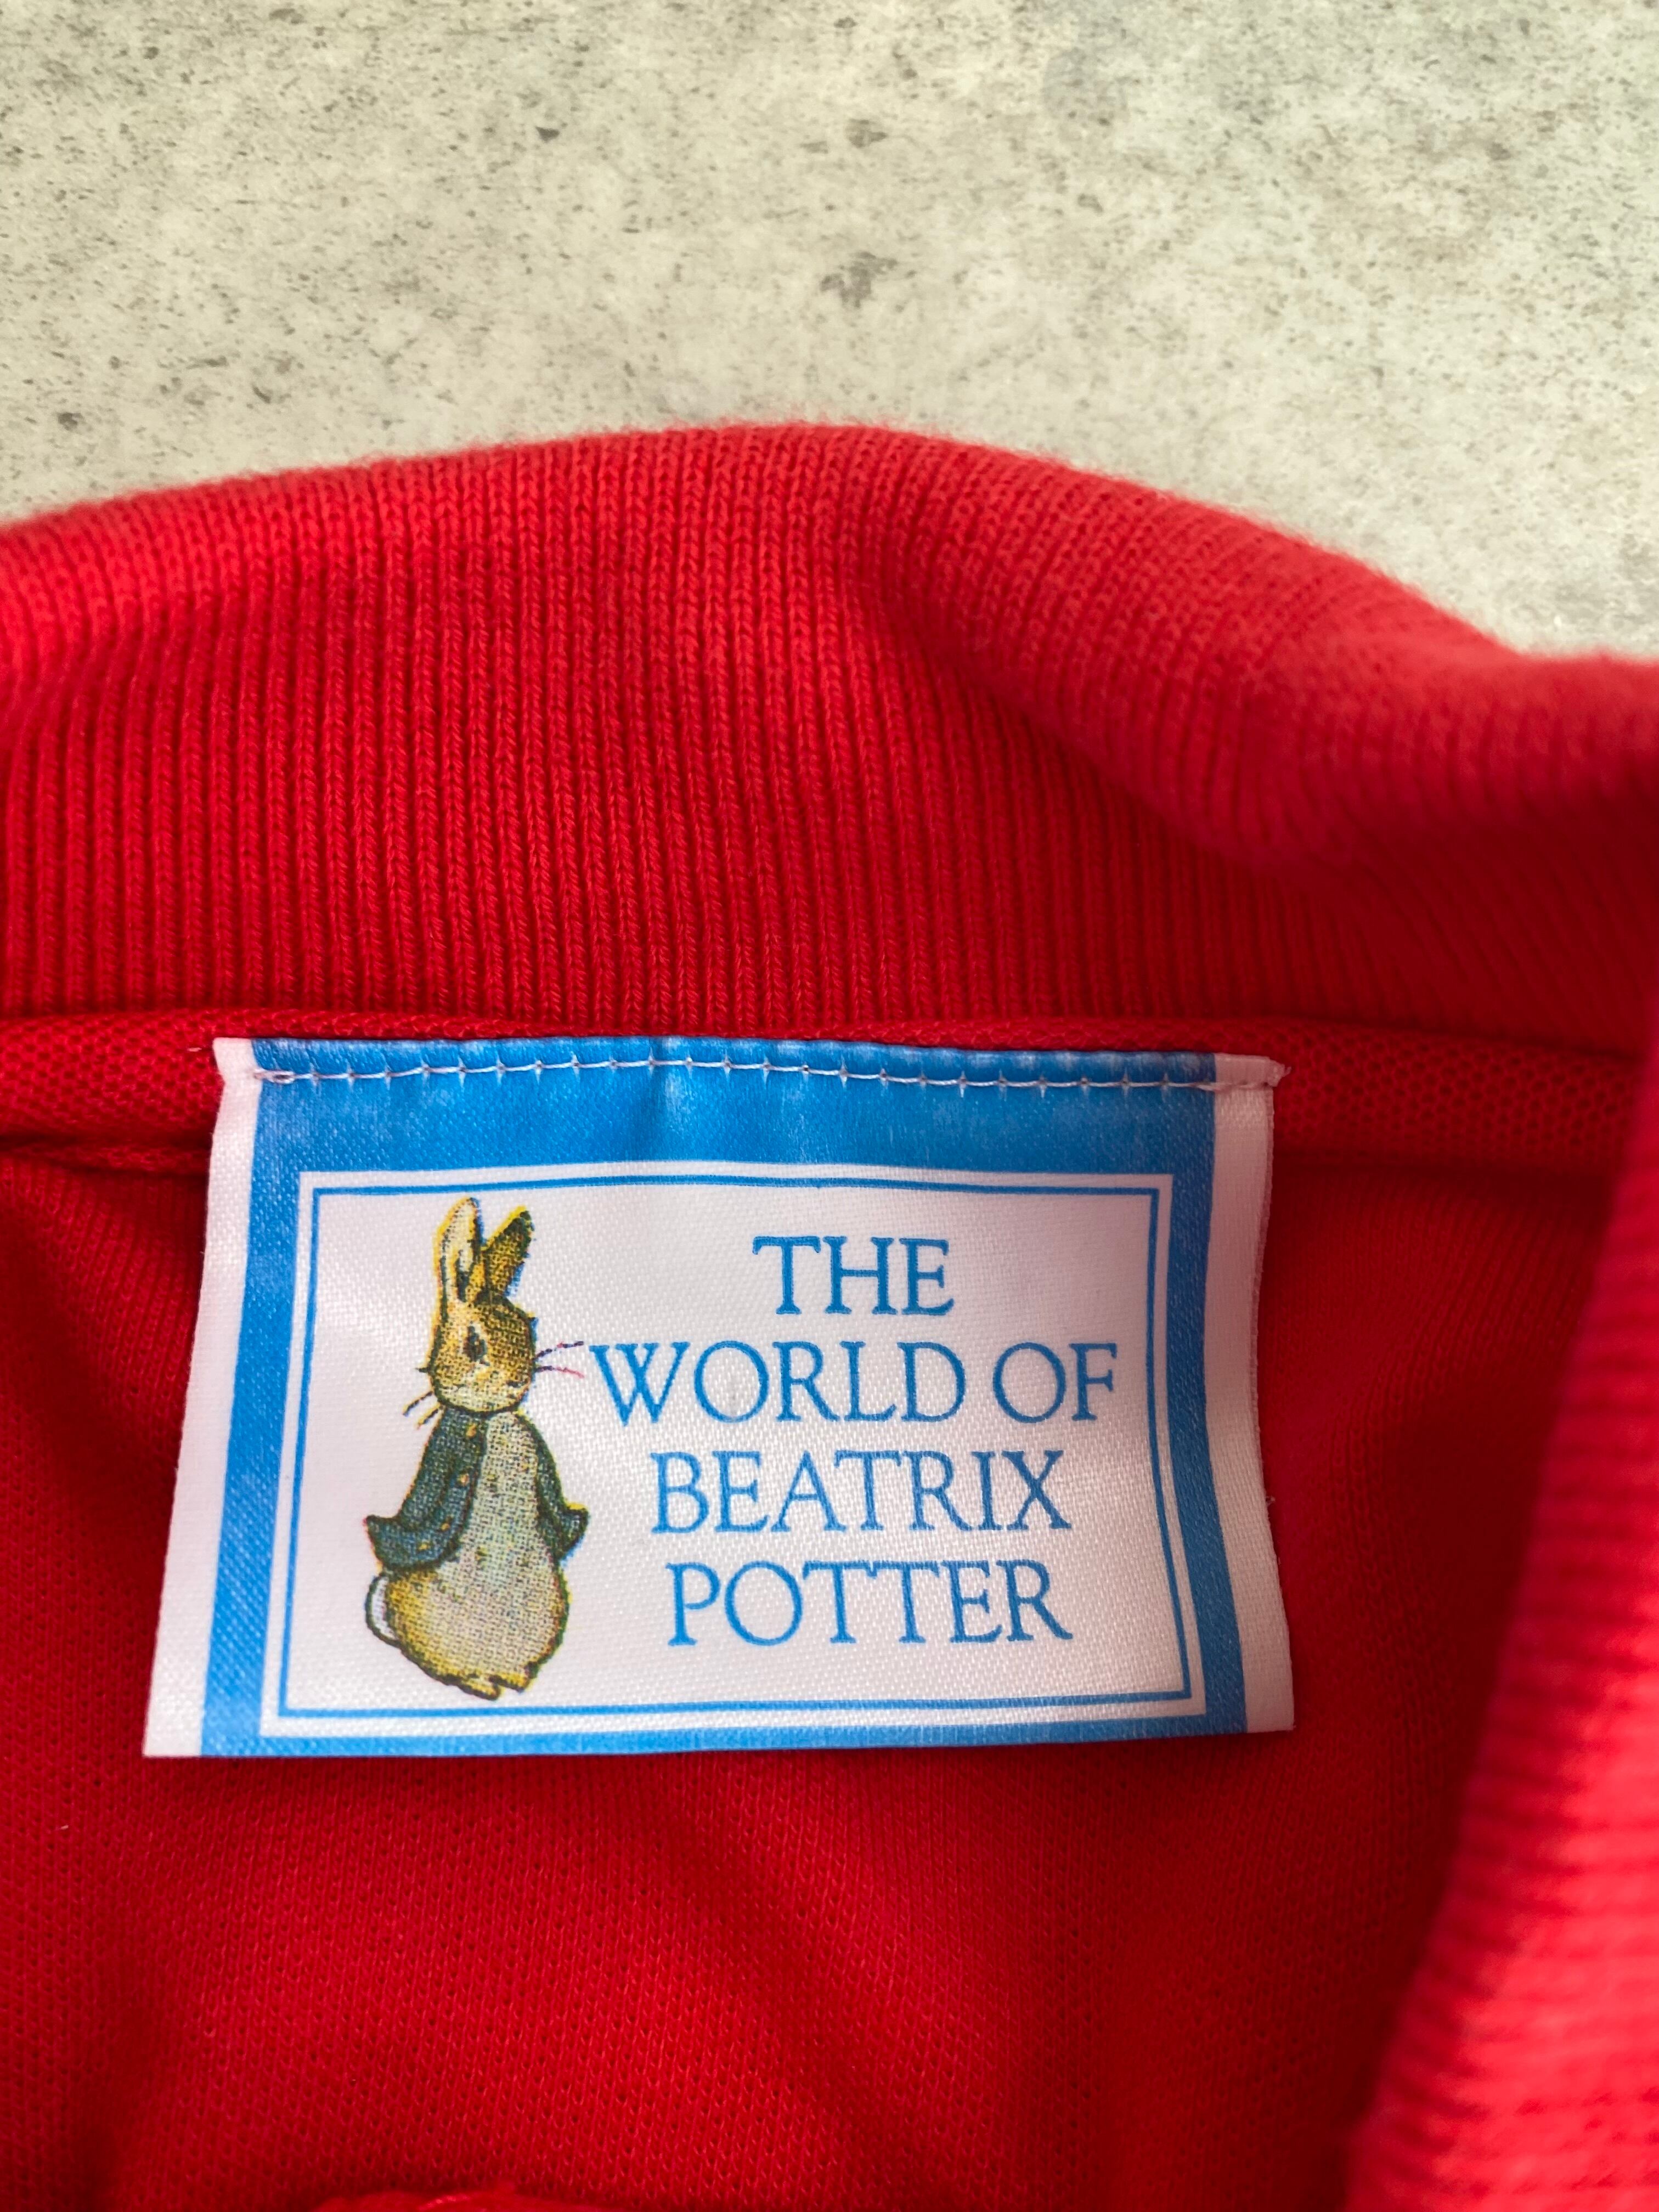 THE
WORLD OF
BEATRIX
POTTER